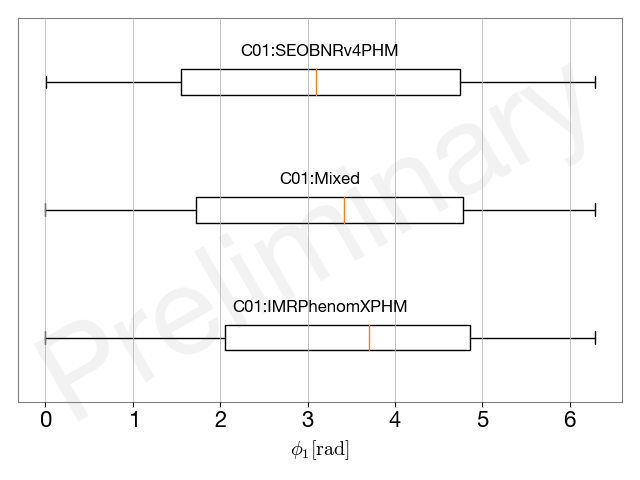 C01:SEOBNRv4PHM
C01:Mixed
C01:IMRPhenomXPHM
Preliminary
0 1 2 3 4 5 6
ϕ₁[rad]